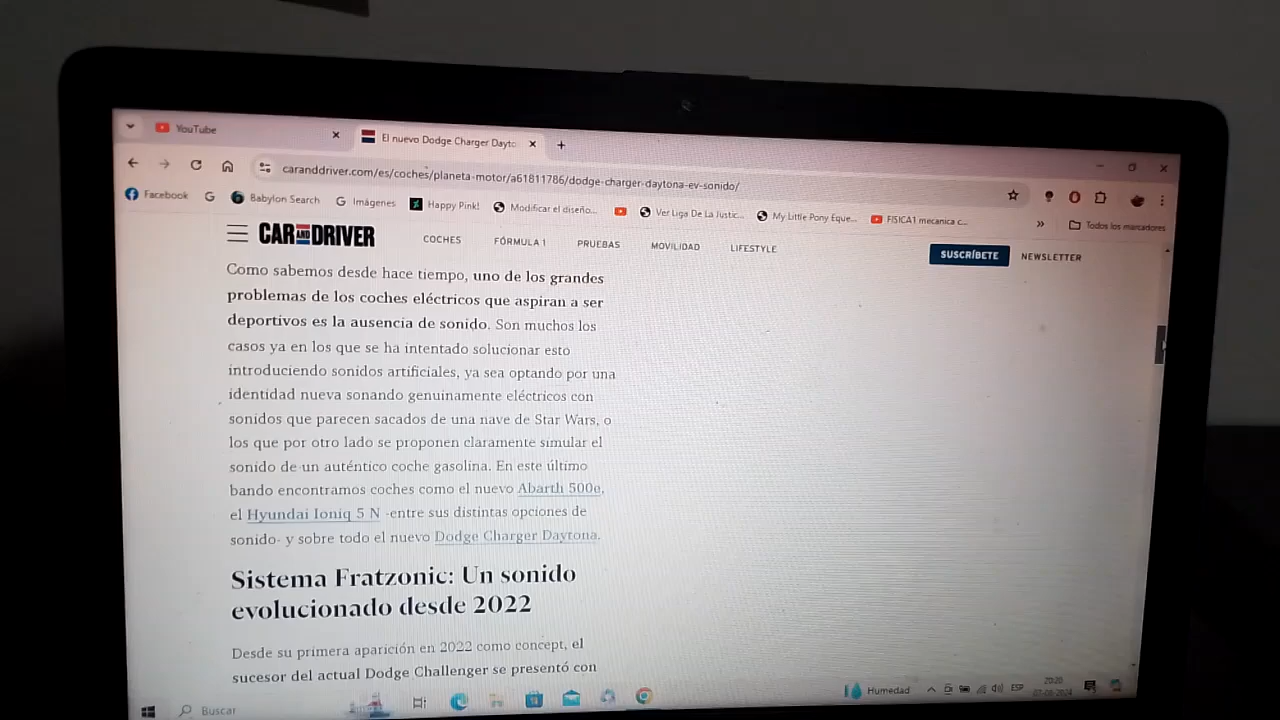 YouTube
El nuevo Dodge Charger Dayto
caranddriver.com/es/coches/planeta-motor/a61811786/dodge-charger-daytona-ev-sonido/
Facebook
Babylon Search
Imágenes
Happy Pink!
Modificar el diseño...
Ver Liga De La Justic...
My Little Pony Eque...
FISICA1 mecanica c...
Todos los marcadores
CAR AND DRIVER
COCHES
FÓRMULA 1
PRUEBAS
MOVILIDAD
LIFESTYLE
SUSCRÍBETE
NEWSLETTER
Como sabemos desde hace tiempo, uno de los grandes
problemas de los coches eléctricos que aspiran a ser
deportivos es la ausencia de sonido. Son muchos los
casos ya en los que se ha intentado solucionar esto
introduciendo sonidos artificiales, ya sea optando por una
identidad nueva sonando genuinamente eléctricos con
sonidos que parecen sacados de una nave de Star Wars, o
los que por otro lado se proponen claramente simular el
sonido de un auténtico coche gasolina. En este último
bando encontramos coches como el nuevo Abarth 500e,
el Hyundai Ioniq 5 N -entre sus distintas opciones de
sonido- y sobre todo el nuevo Dodge Charger Daytona.
Sistema Fratzonic: Un sonido
evolucionado desde 2022
Desde su primera aparición en 2022 como concept, el
sucesor del actual Dodge Challenger se presentó con
Buscar
Humedad
ESP
20:20